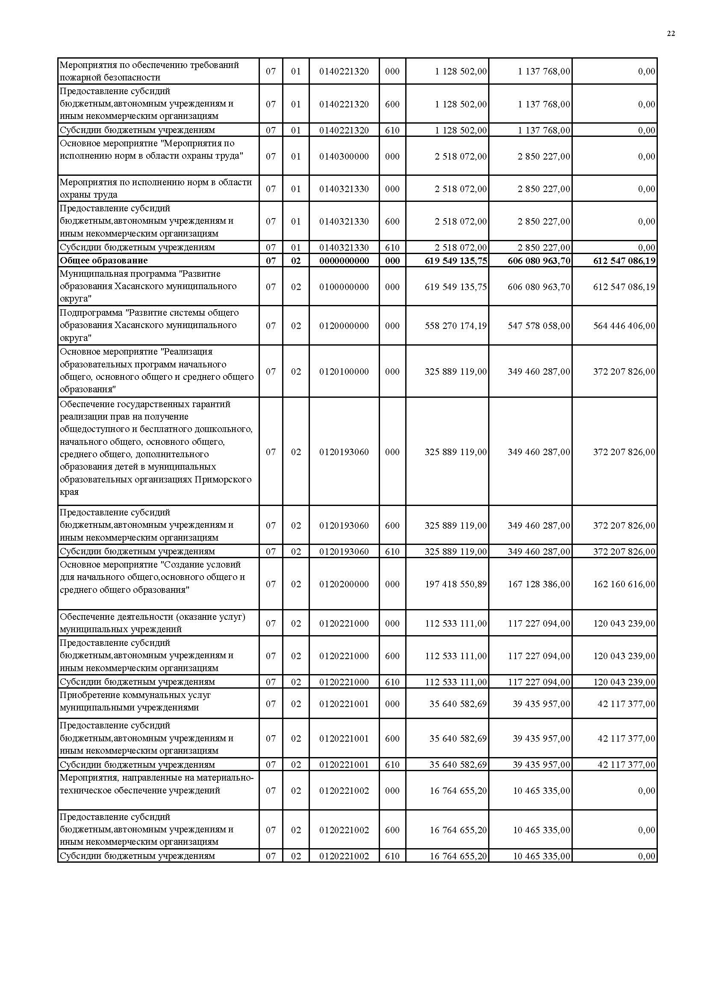 22
Мероприятия по обеспечению требований
пожарной безопасности 07 01 0140221320 000 1 128 502,00 1 137 768,00 0,00
Предоставление субсидий
бюджетным,автономным учреждениям и
иным некоммерческим организациям 07 01 0140221320 600 1 128 502,00 1 137 768,00 0,00
Субсидии бюджетным учреждениям 07 01 0140221320 610 1 128 502,00 1 137 768,00 0,00
Основное мероприятие "Мероприятия по
исполнению норм в области охраны труда" 07 01 0140300000 000 2 518 072,00 2 850 227,00 0,00
Мероприятия по исполнению норм в области
охраны труда 07 01 0140321330 000 2 518 072,00 2 850 227,00 0,00
Предоставление субсидий
бюджетным,автономным учреждениям и
иным некоммерческим организациям 07 01 0140321330 600 2 518 072,00 2 850 227,00 0,00
Субсидии бюджетным учреждениям 07 01 0140321330 610 2 518 072,00 2 850 227,00 0,00
Общее образование 07 02 0000000000 000 619 549 135,75 606 080 963,70 612 547 086,19
Муниципальная программа "Развитие
образования Хасанского муниципального
округа" 07 02 0100000000 000 619 549 135,75 606 080 963,70 612 547 086,19
Подпрограмма "Развитие системы общего
образования Хасанского муниципального
округа" 07 02 0120000000 000 558 270 174,19 547 578 058,00 564 446 406,00
Основное мероприятие "Реализация
образовательных программ начального
общего, основного общего и среднего общего
образования" 07 02 0120100000 000 325 889 119,00 349 460 287,00 372 207 826,00
Обеспечение государственных гарантий
реализации прав на получение
общедоступного и бесплатного дошкольного,
начального общего, основного общего,
среднего общего, дополнительного
образования детей в муниципальных
образовательных организациях Приморского
края 07 02 0120193060 000 325 889 119,00 349 460 287,00 372 207 826,00
Предоставление субсидий
бюджетным,автономным учреждениям и
иным некоммерческим организациям 07 02 0120193060 600 325 889 119,00 349 460 287,00 372 207 826,00
Субсидии бюджетным учреждениям 07 02 0120193060 610 325 889 119,00 349 460 287,00 372 207 826,00
Основное мероприятие "Создание условий
для начального общего,основного общего и
среднего общего образования" 07 02 0120200000 000 197 418 550,89 167 128 386,00 162 160 616,00
Обеспечение деятельности (оказание услуг)
муниципальных учреждений 07 02 0120221000 000 112 533 111,00 117 227 094,00 120 043 239,00
Предоставление субсидий
бюджетным,автономным учреждениям и
иным некоммерческим организациям 07 02 0120221000 600 112 533 111,00 117 227 094,00 120 043 239,00
Субсидии бюджетным учреждениям 07 02 0120221000 610 112 533 111,00 117 227 094,00 120 043 239,00
Приобретение коммунальных услуг
муниципальными учреждениями 07 02 0120221001 000 35 640 582,69 39 435 957,00 42 117 377,00
Предоставление субсидий
бюджетным,автономным учреждениям и
иным некоммерческим организациям 07 02 0120221001 600 35 640 582,69 39 435 957,00 42 117 377,00
Субсидии бюджетным учреждениям 07 02 0120221001 610 35 640 582,69 39 435 957,00 42 117 377,00
Мероприятия, направленные на материально-
техническое обеспечение учреждений 07 02 0120221002 000 16 764 655,20 10 465 335,00 0,00
Предоставление субсидий
бюджетным,автономным учреждениям и
иным некоммерческим организациям 07 02 0120221002 600 16 764 655,20 10 465 335,00 0,00
Субсидии бюджетным учреждениям 07 02 0120221002 610 16 764 655,20 10 465 335,00 0,00